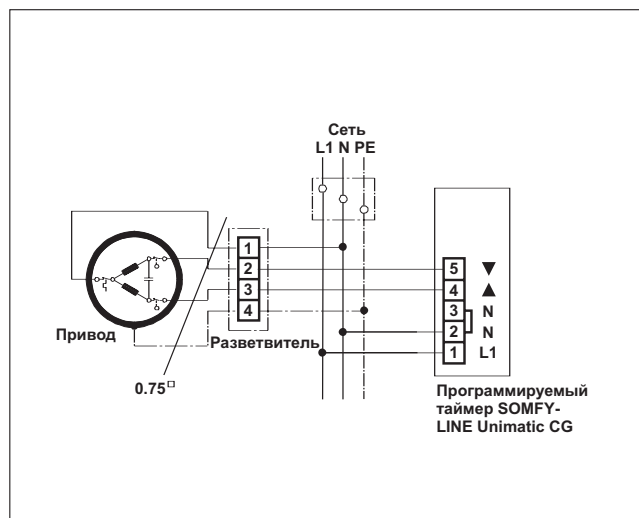 Сеть
L1 N PE
1
2
3
4
Привод
Разветвитель
0.75□
5 ▼
4 ▲
3 N
2 N
1 L1
Программируемый
таймер SOMFY-
LINE Unimatic CG